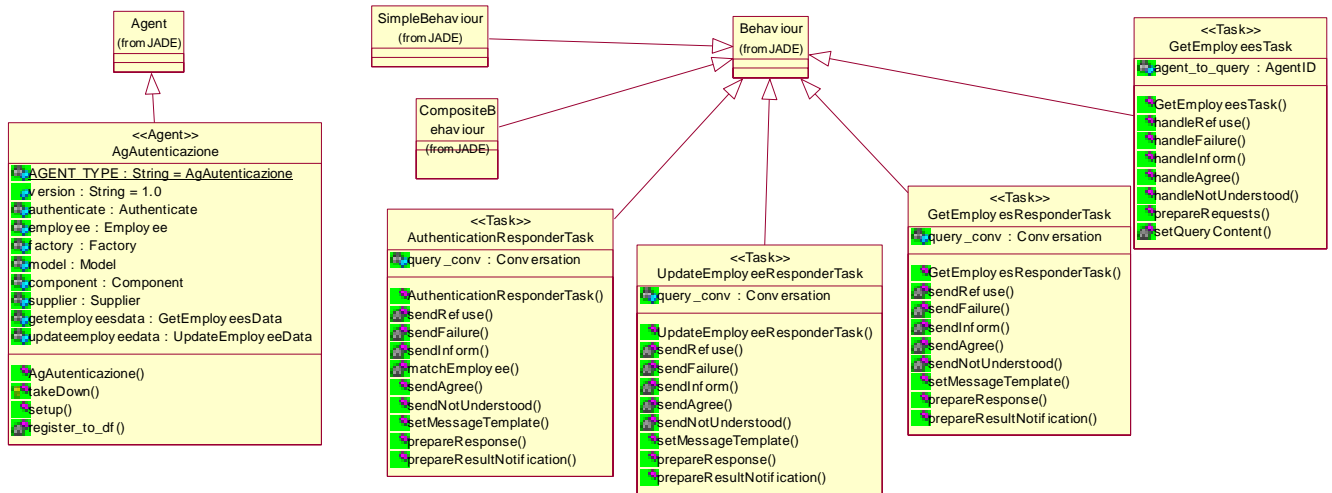 Agent
(from JADE)
<<Agent>>
AgAutenticazione
AGENT_TYPE : String = AgAutenticazione
version : String = 1.0
authenticate : Authenticate
employee : Employee
factory : Factory
model : Model
component : Component
supplier : Supplier
getemployeesdata : GetEmployeesData
updateemployeedata : UpdateEmployeeData
AgAutenticazione()
takeDown()
setup()
register_to_df()
SimpleBehaviour
(from JADE)
CompositeB
ehaviour
(from JADE)
Behaviour
(from JADE)
<<Task>>
AuthenticationResponderTask
query_conv : Conversation
AuthenticationResponderTask()
sendRefuse()
sendFailure()
sendInform()
matchEmployee()
sendAgree()
sendNotUnderstood()
setMessageTemplate()
prepareResponse()
prepareResultNotification()
<<Task>>
UpdateEmployeeResponderTask
query_conv : Conversation
UpdateEmployeeResponderTask()
sendRefuse()
sendFailure()
sendInform()
sendAgree()
sendNotUnderstood()
setMessageTemplate()
prepareResponse()
prepareResultNotification()
<<Task>>
GetEmployesResponderTask
query_conv : Conversation
GetEmployesResponderTask()
sendRefuse()
sendFailure()
sendInform()
sendAgree()
sendNotUnderstood()
setMessageTemplate()
prepareResponse()
prepareResultNotification()
<<Task>>
GetEmployeesTask
agent_to_query : AgentID
GetEmployeesTask()
handleRefuse()
handleFailure()
handleInform()
handleAgree()
handleNotUnderstood()
prepareRequests()
setQueryContent()